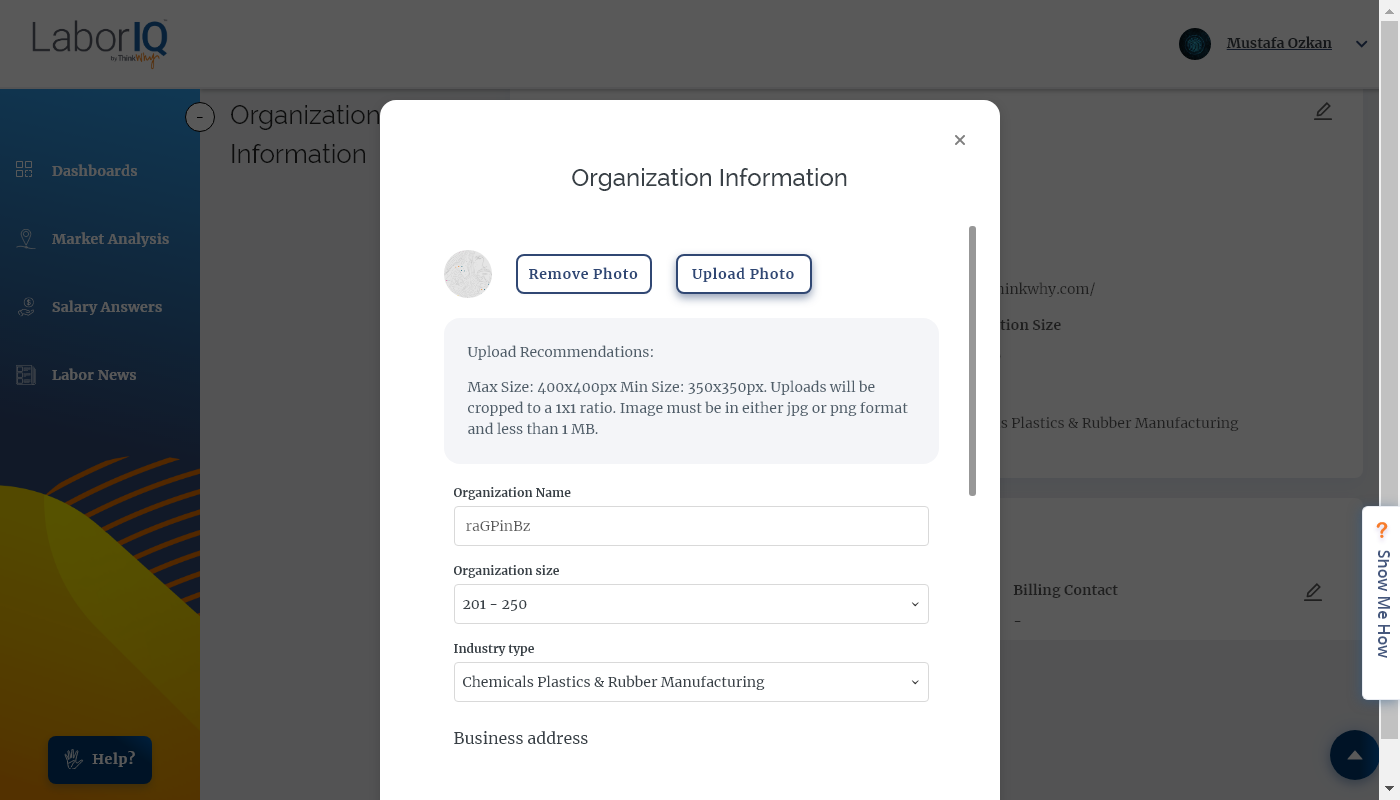 LaborIQ
by ThinkWhy
Mustafa Ozkan
-
Organization
Information
Dashboards
Market Analysis
Salary Answers
Labor News
Help?
Organization Information
Remove Photo
Upload Photo
Upload Recommendations:
Max Size: 400x400px Min Size: 350x350px. Uploads will be
cropped to a 1x1 ratio. Image must be in either jpg or png format
and less than 1 MB.
Organization Name
raGPinBz
Organization size
201 - 250
Industry type
Chemicals Plastics & Rubber Manufacturing
Business address
hinkwhy.com/
tion Size
s Plastics & Rubber Manufacturing
Billing Contact
-
? Show Me How